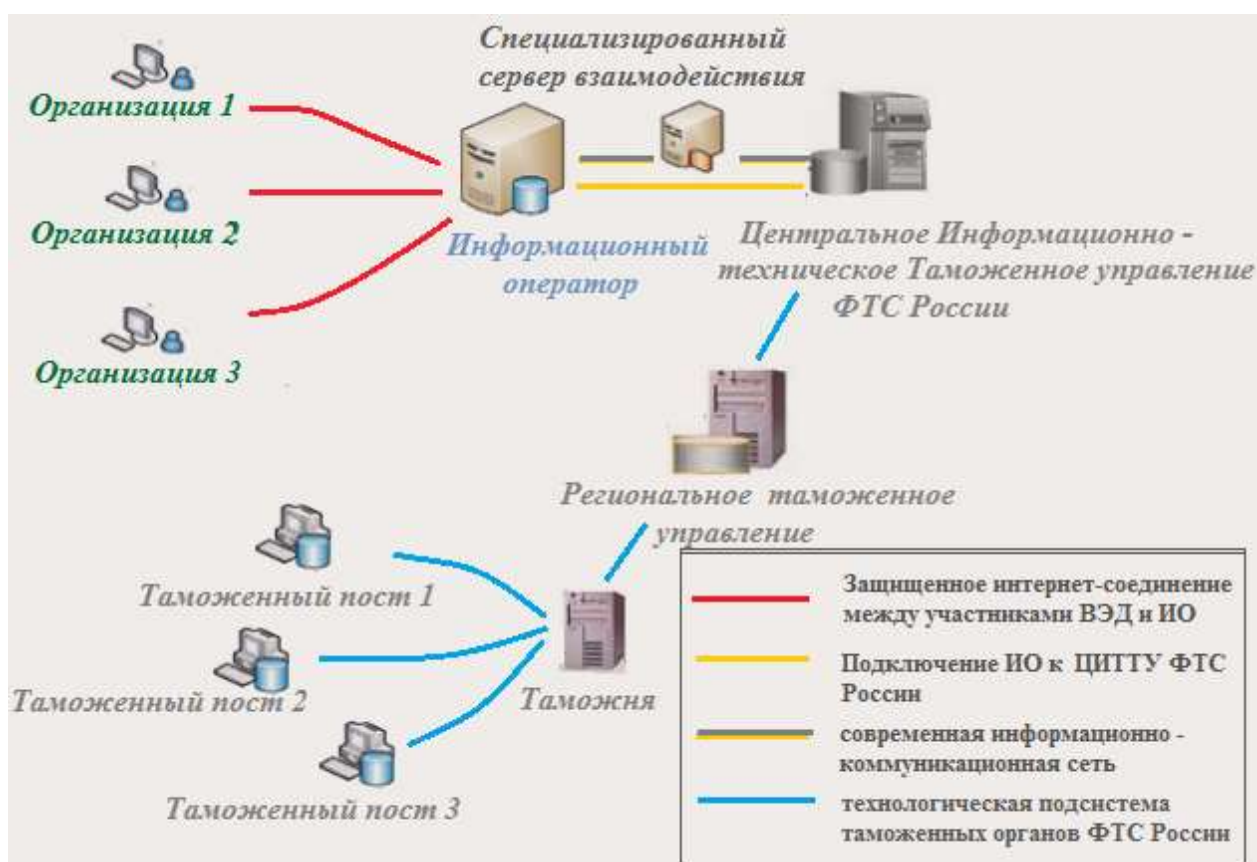 Специализированный
сервер взаимодействия
Организация 1
Организация 2
Организация 3
Информационный
оператор
Центральное Информационно -
техническое Таможенное управление
ФТС России
Региональное таможенное
управление
Таможенный пост 1
Таможенный пост 2
Таможенный пост 3
Таможня
Защищенное интернет-соединение
между участниками ВЭД и ИО
Подключение ИО к ЦИТТУ ФТС
России
современная информационно -
коммуникационная сеть
технологическая подсистема
таможенных органов ФТС России